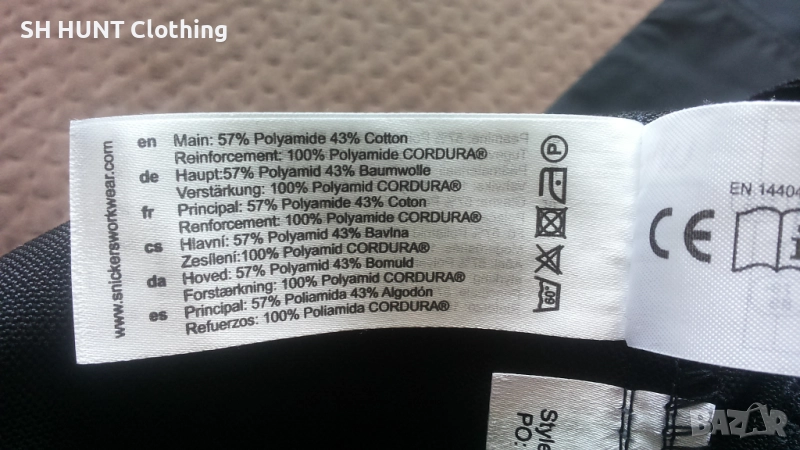 SH HUNT Clothing
www.snickersworkwear.com
en Main: 57% Polyamide 43% Cotton
Reinforcement: 100% Polyamide CORDURA®
de Haupt:57% Polyamid 43% Baumwolle
Verstärkung: 100% Polyamid CORDURA®
fr Principal: 57% Polyamide 43% Coton
Renforcement: 100% Polyamide CORDURA®
cs Hlavní: 57% Polyamid 43% Bavlna
Zesílení:100% Polyamid CORDURA®
da Hoved: 57% Polyamid 43% Bomuld
Forstærkning: 100% Polyamid CORDURA®
es Principal: 57% Poliamida 43% Algodón
Refuerzos: 100% Poliamida CORDURA®
P
60°
EN 14404
CE
i
Style
PO:
BAZAR